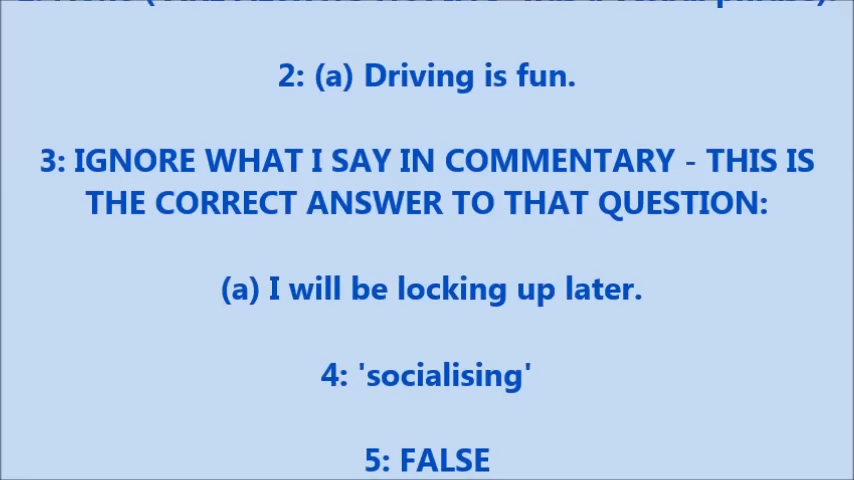 2: (a) Driving is fun.
3: IGNORE WHAT I SAY IN COMMENTARY - THIS IS
THE CORRECT ANSWER TO THAT QUESTION:
(a) I will be locking up later.
4: 'socialising'
5: FALSE